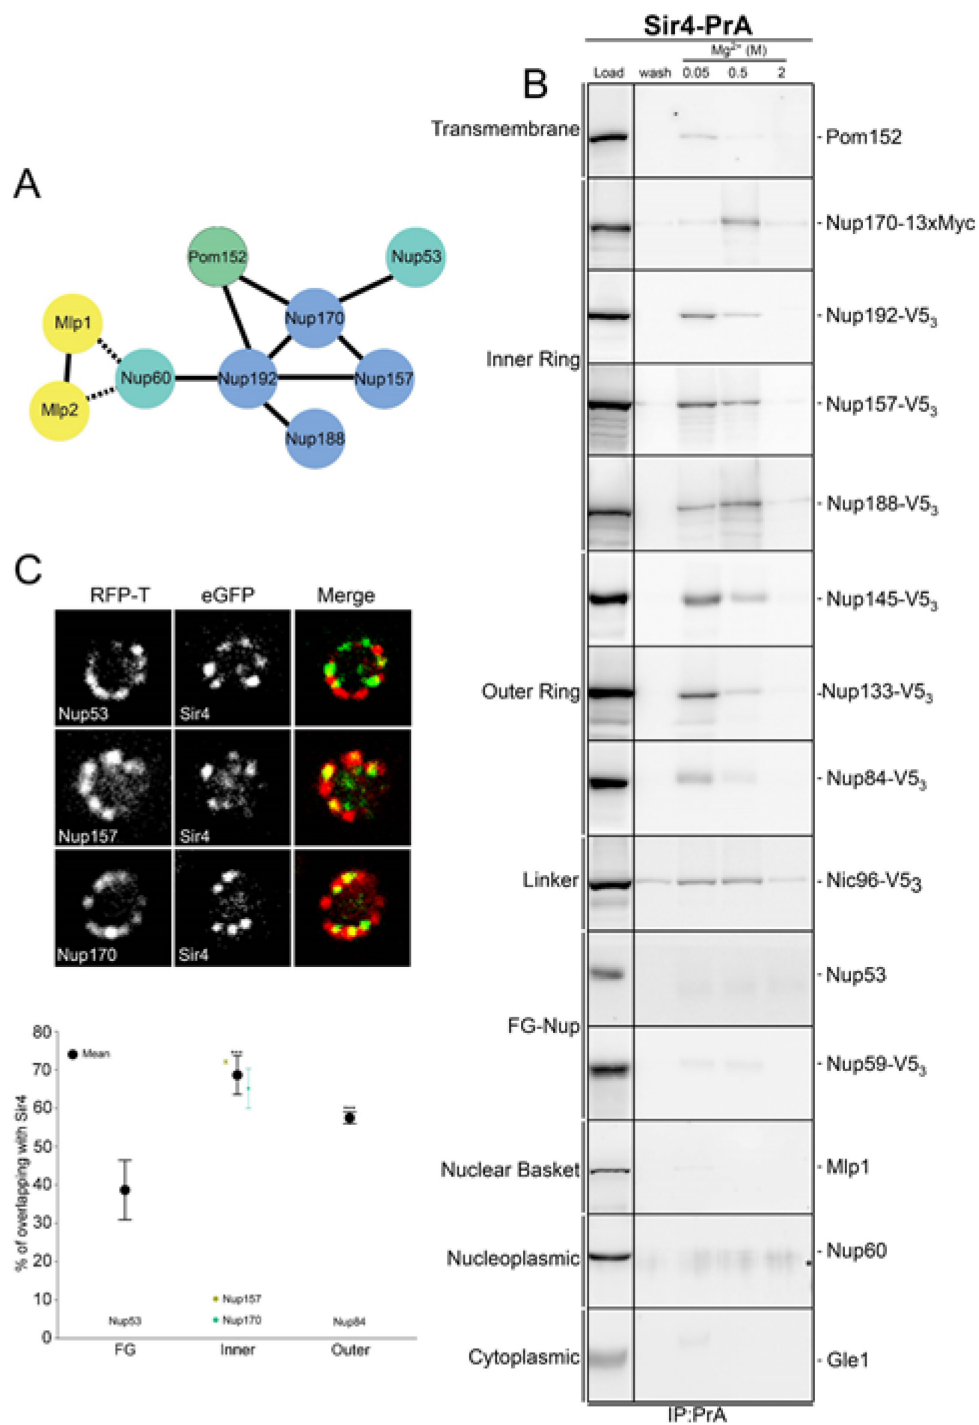 A
Pom152
Nup53
Mlp1
Nup170
Nup60
Nup192
Nup157
Mlp2
Nup188
B
Sir4-PrA
Mg²⁺ (M)
Load wash 0.05 0.5 2
Transmembrane
-Pom152
-Nup170-13xMyc
Inner Ring
-Nup192-V5₃
-Nup157-V5₃
-Nup188-V5₃
Outer Ring
-Nup145-V5₃
-Nup133-V5₃
-Nup84-V5₃
Linker
-Nic96-V5₃
FG-Nup
-Nup53
-Nup59-V5₃
Nuclear Basket
-Mlp1
Nucleoplasmic
-Nup60
Cytoplasmic
-Gle1
IP:PrA
C
RFP-T eGFP Merge
Nup53 Sir4
Nup157 Sir4
Nup170 Sir4
% of overlapping with Sir4
80
70
60
50
40
30
20
10
0
Mean
***
Nup157
Nup53 Nup170 Nup84
FG Inner Outer